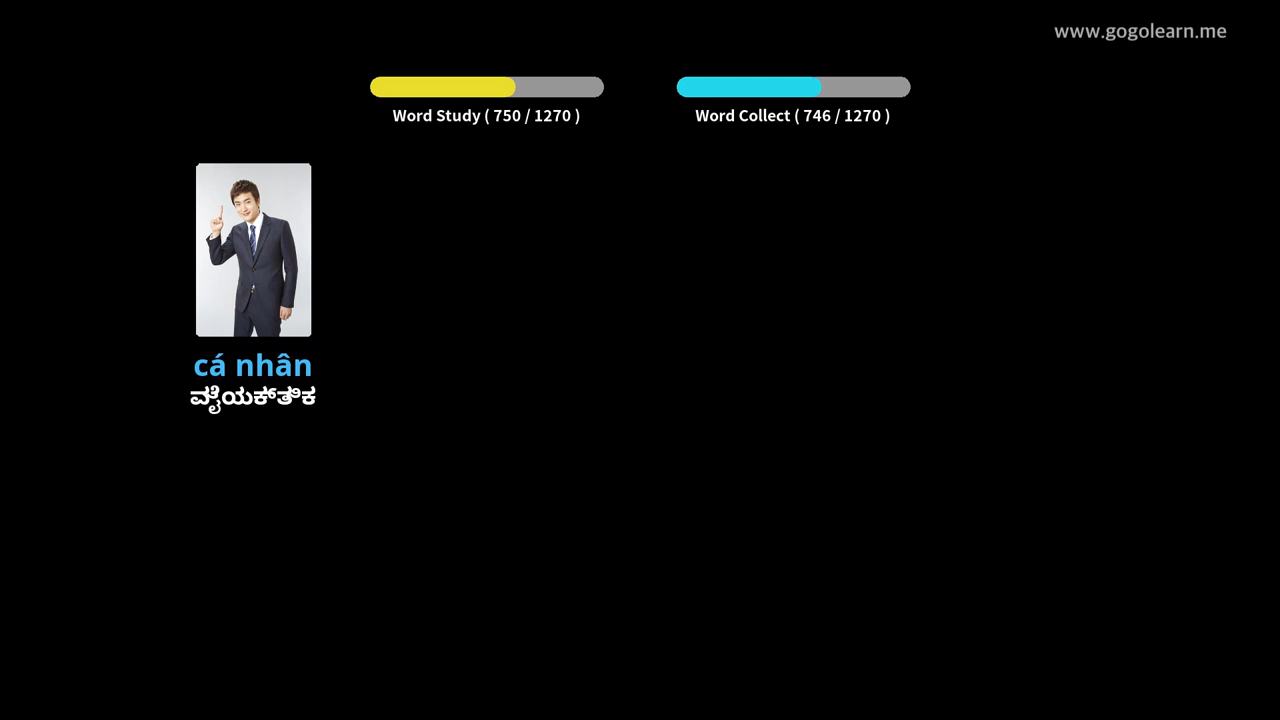 www.gogolearn.me
Word Study ( 750 / 1270 )
Word Collect ( 746 / 1270 )
cá nhân
ವೈಯಕ್ತಿಕ